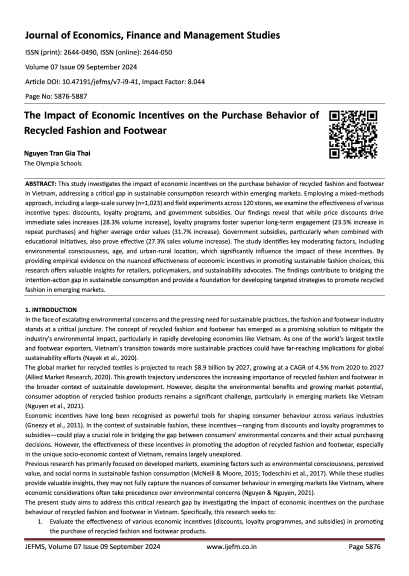 Journal of Economics, Finance and Management Studies
ISSN (print): 2644-0490, ISSN (online): 2644-050
Volume 07 Issue 09 September 2024
Article DOI: 10.47191/jefms/v7-i9-41, Impact Factor: 8.044
Page No: 5876-5887
The Impact of Economic Incentives on the Purchase Behavior of
Recycled Fashion and Footwear
Nguyen Tran Gia Thai
The Olympia Schools
ABSTRACT: This study investigates the impact of economic incentives on the purchase behavior of recycled fashion and footwear
in Vietnam, addressing a critical gap in sustainable consumption research within emerging markets. Employing a mixed-methods
approach, including a large-scale survey (n=1,023) and field experiments across 120 stores, we examine the effectiveness of various
incentive types: discounts, loyalty programs, and government subsidies. Our findings reveal that while price discounts drive
immediate sales increases (28.3% volume increase), loyalty programs foster superior long-term engagement (23.5% increase in
repeat purchases) and higher average order values (31.7% increase). Government subsidies, particularly when combined with
educational initiatives, also prove effective (27.3% sales volume increase). The study identifies key moderating factors, including
environmental consciousness, age, and urban-rural location, which significantly influence the impact of these incentives. By
providing empirical evidence on the nuanced effectiveness of economic incentives in promoting sustainable fashion choices, this
research offers valuable insights for retailers, policymakers, and sustainability advocates. The findings contribute to bridging the
intention-action gap in sustainable consumption and provide a foundation for developing targeted strategies to promote recycled
fashion in emerging markets.
1. INTRODUCTION
In the face of escalating environmental concerns and the pressing need for sustainable practices, the fashion and footwear industry
stands at a critical juncture. The concept of recycled fashion and footwear has emerged as a promising solution to mitigate the
industry's environmental impact, particularly in rapidly developing economies like Vietnam. As one of the world's largest textile
and footwear exporters, Vietnam's transition towards more sustainable practices could have far-reaching implications for global
sustainability efforts (Nayak et al., 2020).
The global market for recycled textiles is projected to reach $8.9 billion by 2027, growing at a CAGR of 4.5% from 2020 to 2027
(Allied Market Research, 2020). This growth trajectory underscores the increasing importance of recycled fashion and footwear in
the broader context of sustainable development. However, despite the environmental benefits and growing market potential,
consumer adoption of recycled fashion products remains a significant challenge, particularly in emerging markets like Vietnam
(Nguyen et al., 2021).
Economic incentives have long been recognised as powerful tools for shaping consumer behaviour across various industries
(Gneezy et al., 2011). In the context of sustainable fashion, these incentives—ranging from discounts and loyalty programmes to
subsidies—could play a crucial role in bridging the gap between consumers' environmental concerns and their actual purchasing
decisions. However, the effectiveness of these incentives in promoting the adoption of recycled fashion and footwear, especially
in the unique socio-economic context of Vietnam, remains largely unexplored.
Previous research has primarily focused on developed markets, examining factors such as environmental consciousness, perceived
value, and social norms in sustainable fashion consumption (McNeill & Moore, 2015; Todeschini et al., 2017). While these studies
provide valuable insights, they may not fully capture the nuances of consumer behaviour in emerging markets like Vietnam, where
economic considerations often take precedence over environmental concerns (Nguyen & Nguyen, 2021).
The present study aims to address this critical research gap by investigating the impact of economic incentives on the purchase
behaviour of recycled fashion and footwear in Vietnam. Specifically, this research seeks to:
1. Evaluate the effectiveness of various economic incentives (discounts, loyalty programmes, and subsidies) in promoting
the purchase of recycled fashion and footwear products.
JEFMS, Volume 07 Issue 09 September 2024 www.ijefm.co.in Page 5876